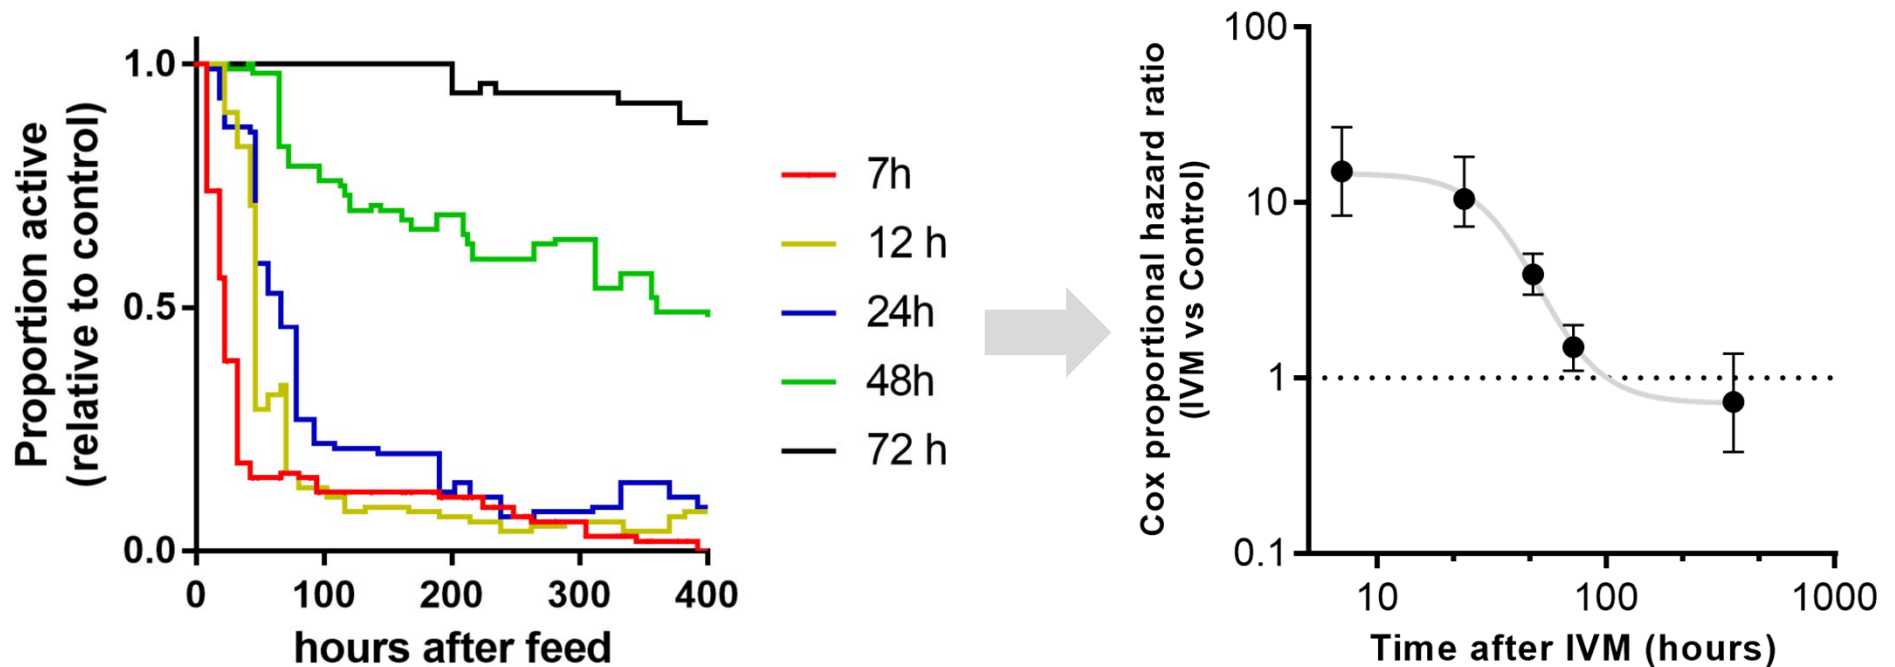 Proportion active
(relative to control)
1.0
0.5
0.0
0
100
200
300
400
hours after feed
7h
12 h
24h
48h
72 h
Cox proportional hazard ratio
(IVM vs Control)
100
10
1
0.1
10
100
1000
Time after IVM (hours)